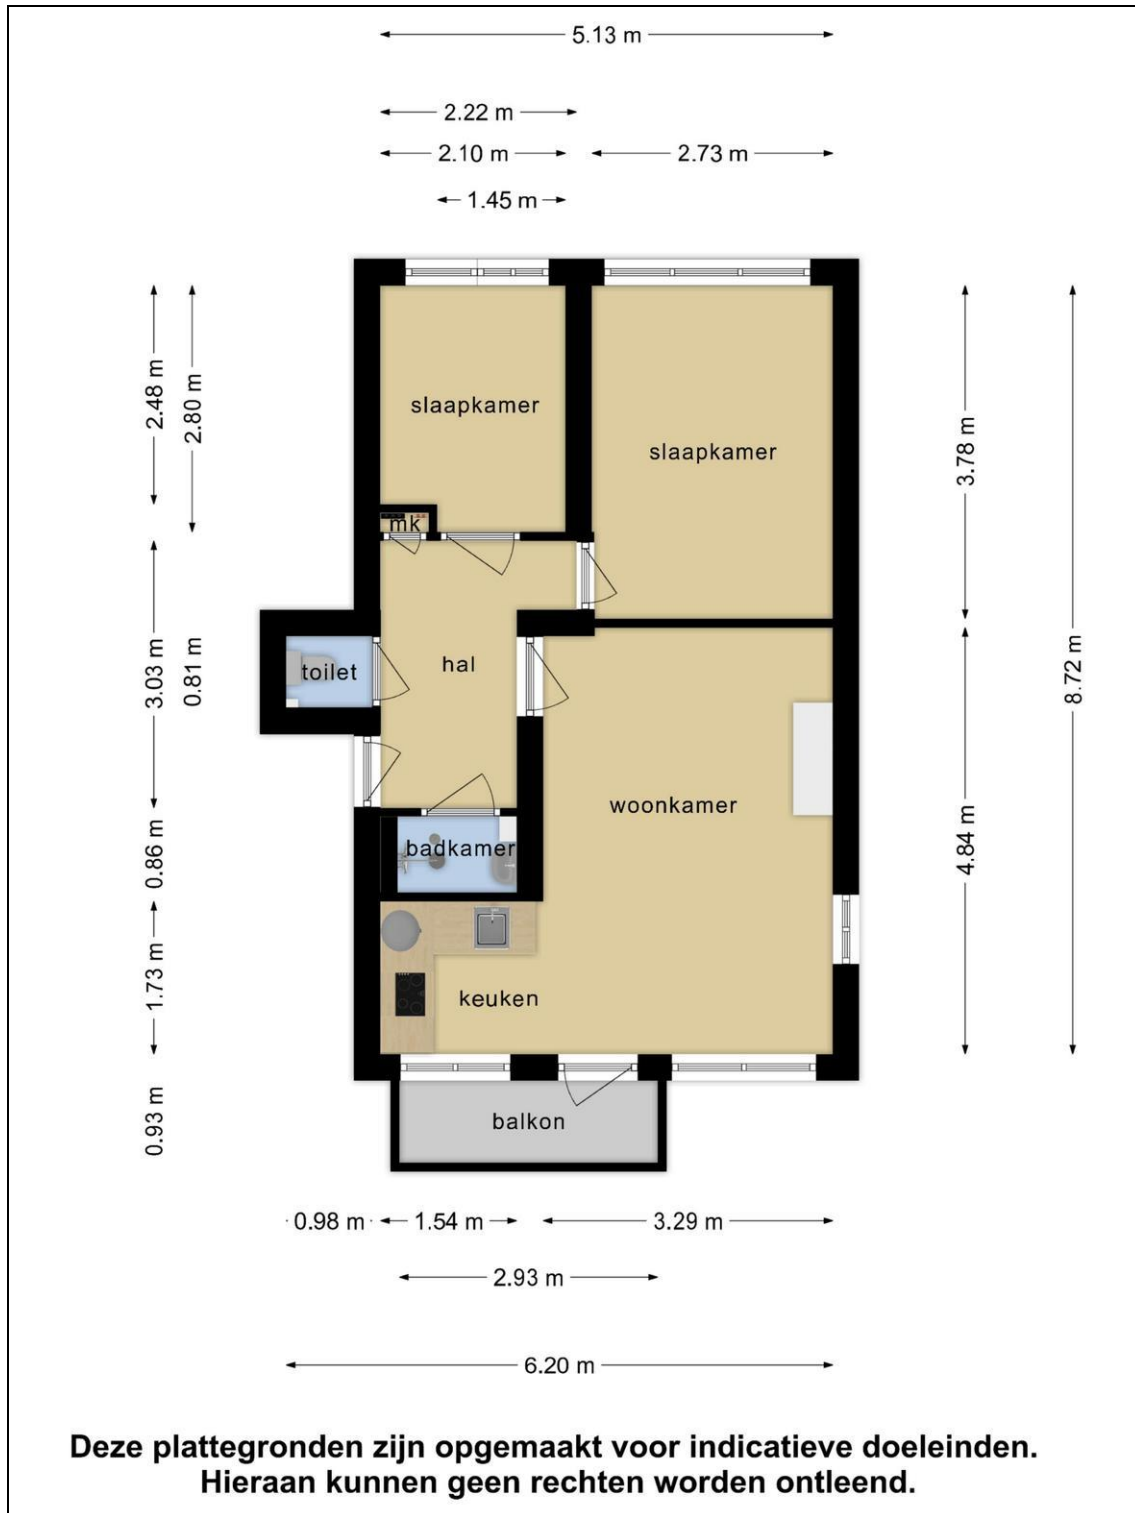 5.13 m
2.22 m
2.10 m
2.73 m
1.45 m
2.48 m
2.80 m
slaapkamer
slaapkamer
3.78 m
mk
3.03 m
0.81 m
toilet
hal
8.72 m
woonkamer
0.86 m
badkamer
4.84 m
1.73 m
keuken
0.93 m
balkon
0.98 m
1.54 m
3.29 m
2.93 m
6.20 m
Deze plattegronden zijn opgemaakt voor indicatieve doeleinden.
Hieraan kunnen geen rechten worden ontleend.